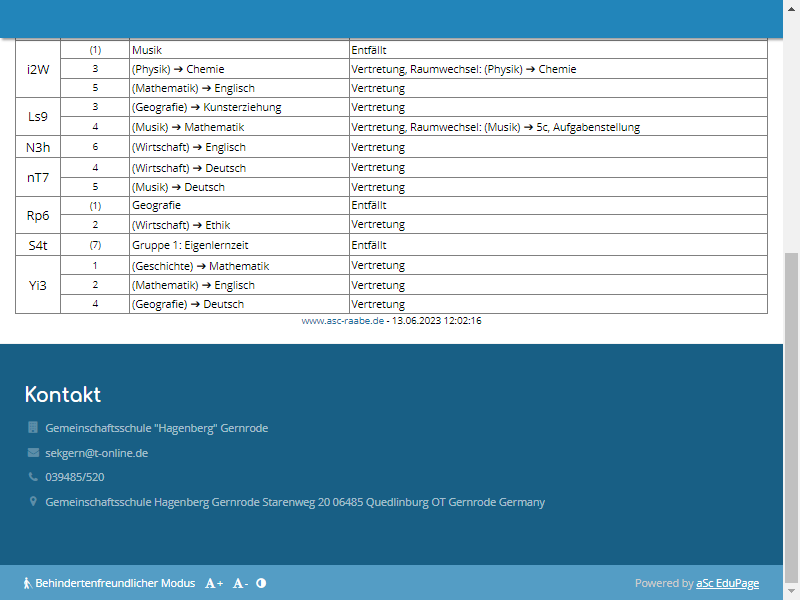 i2W (1) Musik Entfällt
3 (Physik) ➔ Chemie Vertretung, Raumwechsel: (Physik) ➔ Chemie
5 (Mathematik) ➔ Englisch Vertretung
Ls9 3 (Geografie) ➔ Kunsterziehung Vertretung
4 (Musik) ➔ Mathematik Vertretung, Raumwechsel: (Musik) ➔ 5c, Aufgabenstellung
N3h 6 (Wirtschaft) ➔ Englisch Vertretung
nT7 4 (Wirtschaft) ➔ Deutsch Vertretung
5 (Musik) ➔ Deutsch Vertretung
Rp6 (1) Geografie Entfällt
2 (Wirtschaft) ➔ Ethik Vertretung
S4t (7) Gruppe 1: Eigenlernzeit Entfällt
Yi3 1 (Geschichte) ➔ Mathematik Vertretung
2 (Mathematik) ➔ Englisch Vertretung
4 (Geografie) ➔ Deutsch Vertretung
www.asc-raabe.de - 13.06.2023 12:02:16
Kontakt
Gemeinschaftsschule "Hagenberg" Gernrode
sekgern@t-online.de
039485/520
Gemeinschaftsschule Hagenberg Gernrode Starenweg 20 06485 Quedlinburg OT Gernrode Germany
Behindertenfreundlicher Modus A+ A- Powered by aSc EduPage